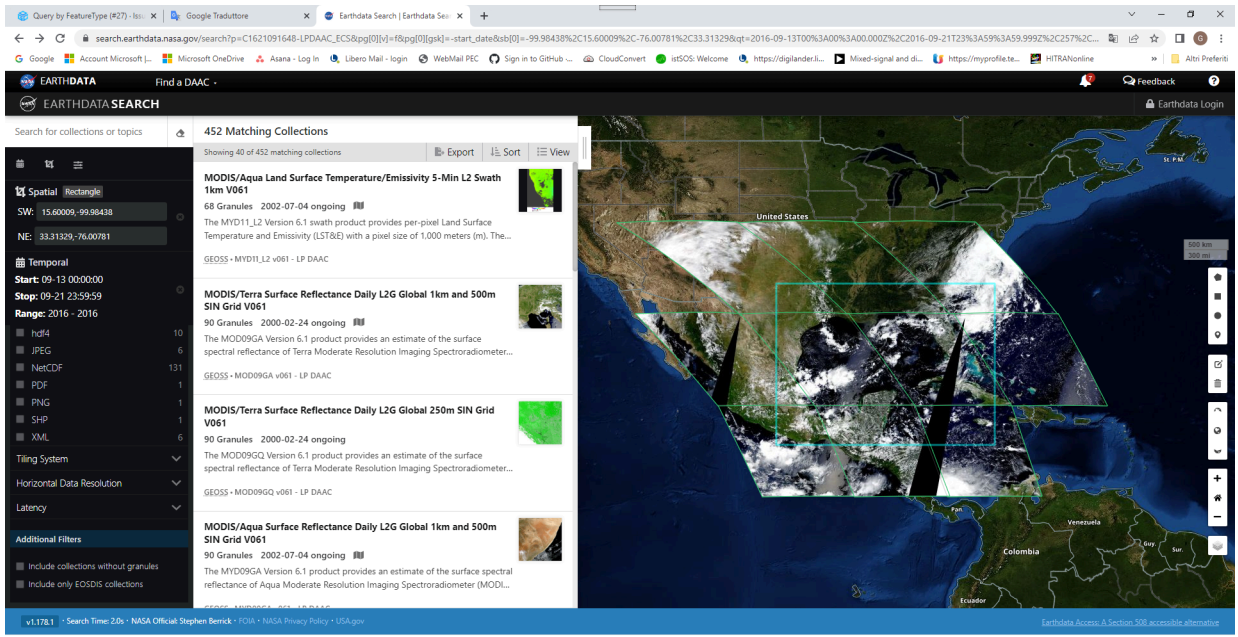 Query by FeatureType (#27) · Issu
Google Traduttore
Earthdata Search | Earthdata Sear
search.earthdata.nasa.gov/search?p=C1621091648-LPDAAC_ECS&pg[0][v]=f&pg[0][gsk]=-start_date&sb[0]=-99.98438%2C15.60009%2C-76.00781%2C33.31329&qt=2016-09-13T00%3A00%3A00.000Z%2C2016-09-21T23%3A59%3A59.999Z%2C257%2C...
Google Account Microsoft |... Microsoft OneDrive Asana - Log In Libero Mail - login WebMail PEC Sign in to GitHub -... CloudConvert istSOS: Welcome https://digilander.li... Mixed-signal and di... https://myprofile.te... HITRANonline » Altri Preferiti
EARTHDATA Find a DAAC 7 Feedback ?
EARTHDATA SEARCH Earthdata Login
Search for collections or topics
Spatial Rectangle
SW: 15.60009,-99.98438
NE: 33.31329,-76.00781
Temporal
Start: 09-13 00:00:00
Stop: 09-21 23:59:59
Range: 2016 - 2016
hdf4 10
JPEG 6
NetCDF 131
PDF 1
PNG 1
SHP 1
XML 6
Tiling System
Horizontal Data Resolution
Latency
Additional Filters
Include collections without granules
Include only EOSDIS collections
452 Matching Collections
Showing 40 of 452 matching collections Export Sort View
MODIS/Aqua Land Surface Temperature/Emissivity 5-Min L2 Swath
1km V061
68 Granules 2002-07-04 ongoing
The MYD11_L2 Version 6.1 swath product provides per-pixel Land Surface
Temperature and Emissivity (LST&E) with a pixel size of 1,000 meters (m). The...
GEOSS • MYD11_L2 v061 - LP DAAC
MODIS/Terra Surface Reflectance Daily L2G Global 1km and 500m
SIN Grid V061
90 Granules 2000-02-24 ongoing
The MOD09GA Version 6.1 product provides an estimate of the surface
spectral reflectance of Terra Moderate Resolution Imaging Spectroradiometer...
GEOSS • MOD09GA v061 - LP DAAC
MODIS/Terra Surface Reflectance Daily L2G Global 250m SIN Grid
V061
90 Granules 2000-02-24 ongoing
The MOD09GQ Version 6.1 product provides an estimate of the surface
spectral reflectance of Terra Moderate Resolution Imaging Spectroradiometer...
GEOSS • MOD09GQ v061 - LP DAAC
MODIS/Aqua Surface Reflectance Daily L2G Global 1km and 500m
SIN Grid V061
90 Granules 2002-07-04 ongoing
The MYD09GA Version 6.1 product provides an estimate of the surface spectral
reflectance of Aqua Moderate Resolution Imaging Spectroradiometer (MODI...
St. P.M.
United States
500 km
300 mi
Pan.
Venezuela
Guy.
Sur.
Colombia
Ecuador
v1.178.1 • Search Time: 2.0s • NASA Official: Stephen Berrick • FOIA • NASA Privacy Policy • USA.gov
Earthdata Access: A Section 508 accessible alternative